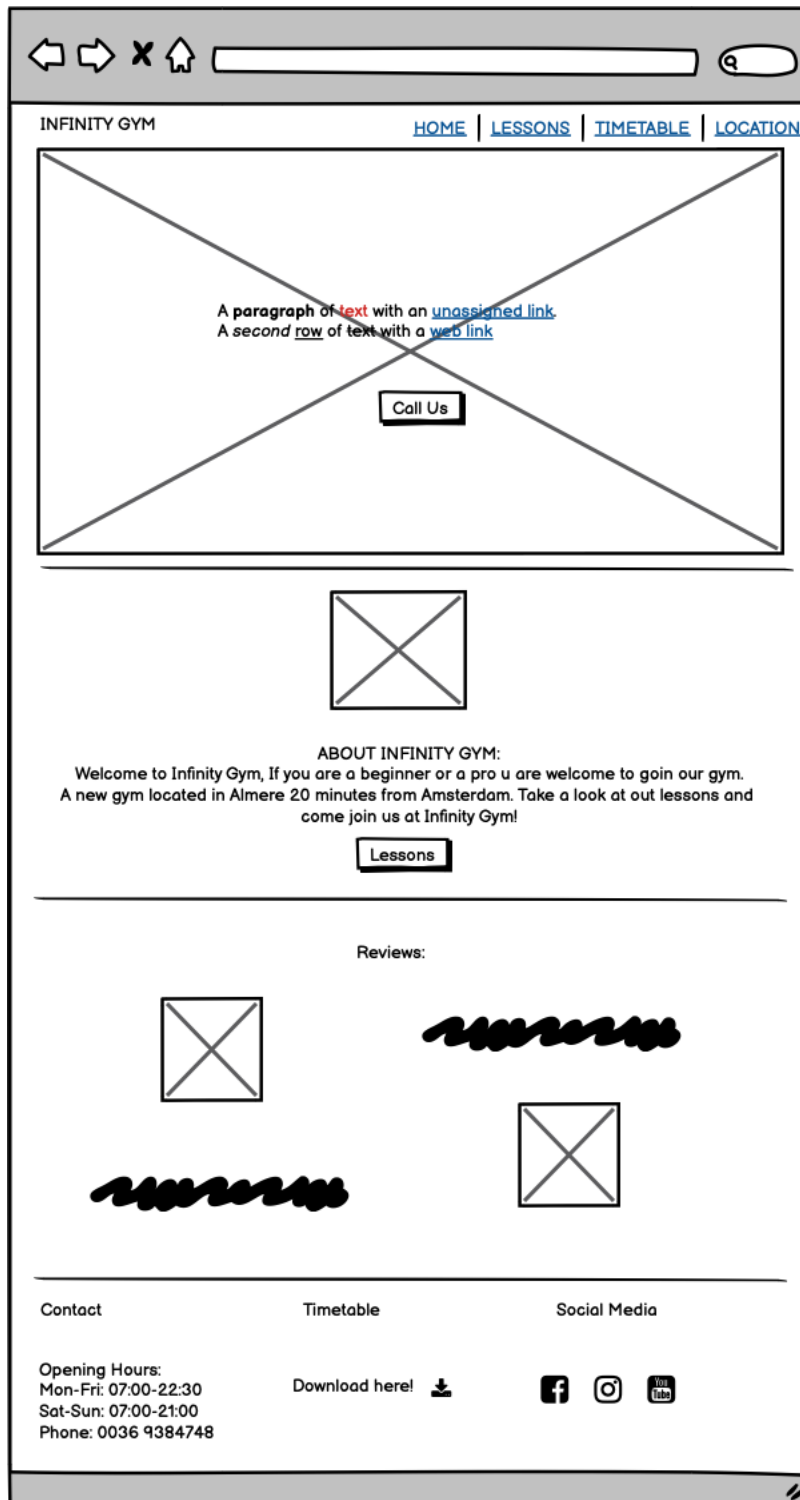 INFINITY GYM
HOME LESSONS TIMETABLE LOCATION
A paragraph of text with an unassigned link.
A second row of text with a web link
Call Us
ABOUT INFINITY GYM:
Welcome to Infinity Gym, If you are a beginner or a pro u are welcome to goin our gym.
A new gym located in Almere 20 minutes from Amsterdam. Take a look at out lessons and
come join us at Infinity Gym!
Lessons
Reviews:
Contact
Timetable
Social Media
Opening Hours:
Mon-Fri: 07:00-22:30
Sat-Sun: 07:00-21:00
Phone: 0036 9384748
Download here!
You
Tube